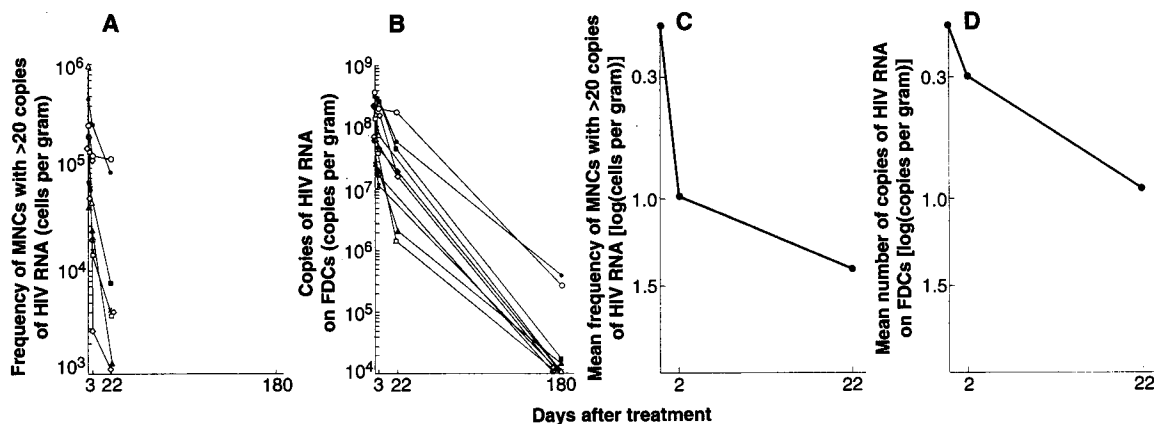 A
Frequency of MNCs with >20 copies
of HIV RNA (cells per gram)
10⁶
10⁵
10⁴
10³
3 22
180
B
Copies of HIV RNA
on FDCs (copies per gram)
10⁹
10⁸
10⁷
10⁶
10⁵
10⁴
3 22
180
C
Mean frequency of MNCs with >20 copies
of HIV RNA [log(cells per gram)]
0.3
1.0
1.5
2
22
D
Mean number of copies of HIV RNA
on FDCs [log(copies per gram)]
0.3
1.0
1.5
2
22
Days after treatment